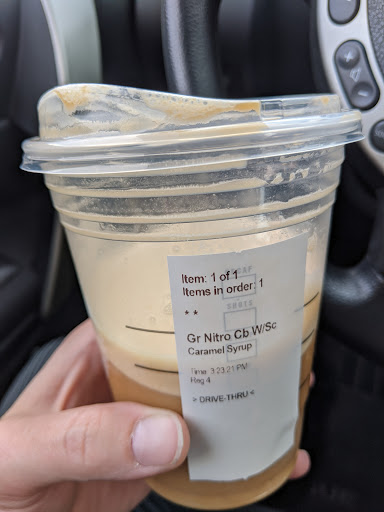 Item: 1 of 1
Items in order: 1
* *
Gr Nitro Cb W/Sc
Caramel Syrup
Time: 3:23:21 PM
Reg 4
> DRIVE-THRU <
SHOTS